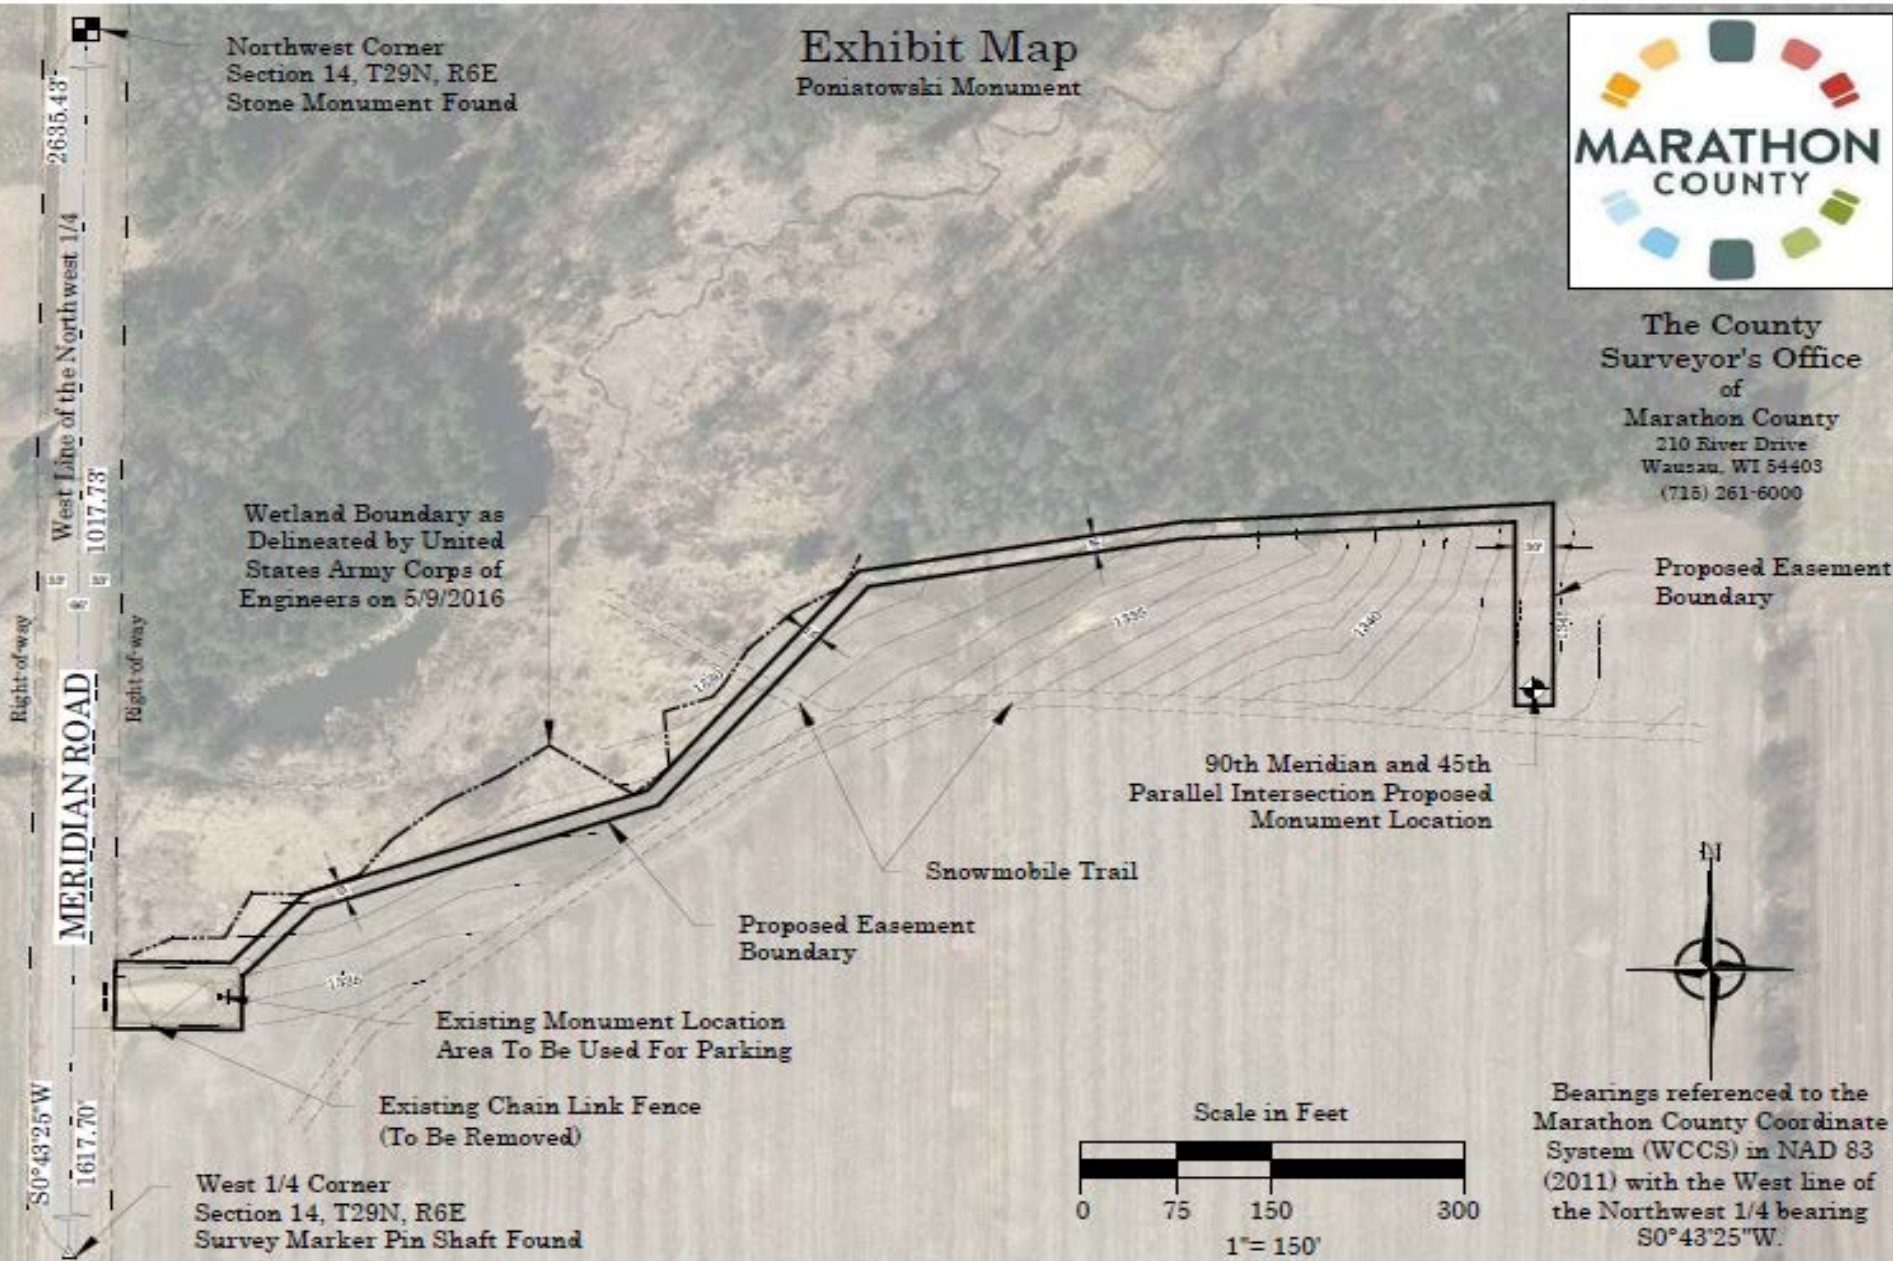 Exhibit Map
Poniatowski Monument
Northwest Corner
Section 14, T29N, R6E
Stone Monument Found
MARATHON
COUNTY
The County
Surveyor's Office
of
Marathon County
210 River Drive
Wausau, WI 54403
(715) 261-6000
2635.43'
West Line of the Northwest 1/4
1017.73'
Right-of-way
Right-of-way
MERIDIAN ROAD
Wetland Boundary as
Delineated by United
States Army Corps of
Engineers on 5/9/2016
Proposed Easement
Boundary
1335
1340
90th Meridian and 45th
Parallel Intersection Proposed
Monument Location
Snowmobile Trail
Proposed Easement
Boundary
Existing Monument Location
Area To Be Used For Parking
Existing Chain Link Fence
(To Be Removed)
S0°43'25"W
1617.70'
West 1/4 Corner
Section 14, T29N, R6E
Survey Marker Pin Shaft Found
Scale in Feet
0 75 150 300
1"= 150'
N
Bearings referenced to the
Marathon County Coordinate
System (WCCS) in NAD 83
(2011) with the West line of
the Northwest 1/4 bearing
S0°43'25"W.